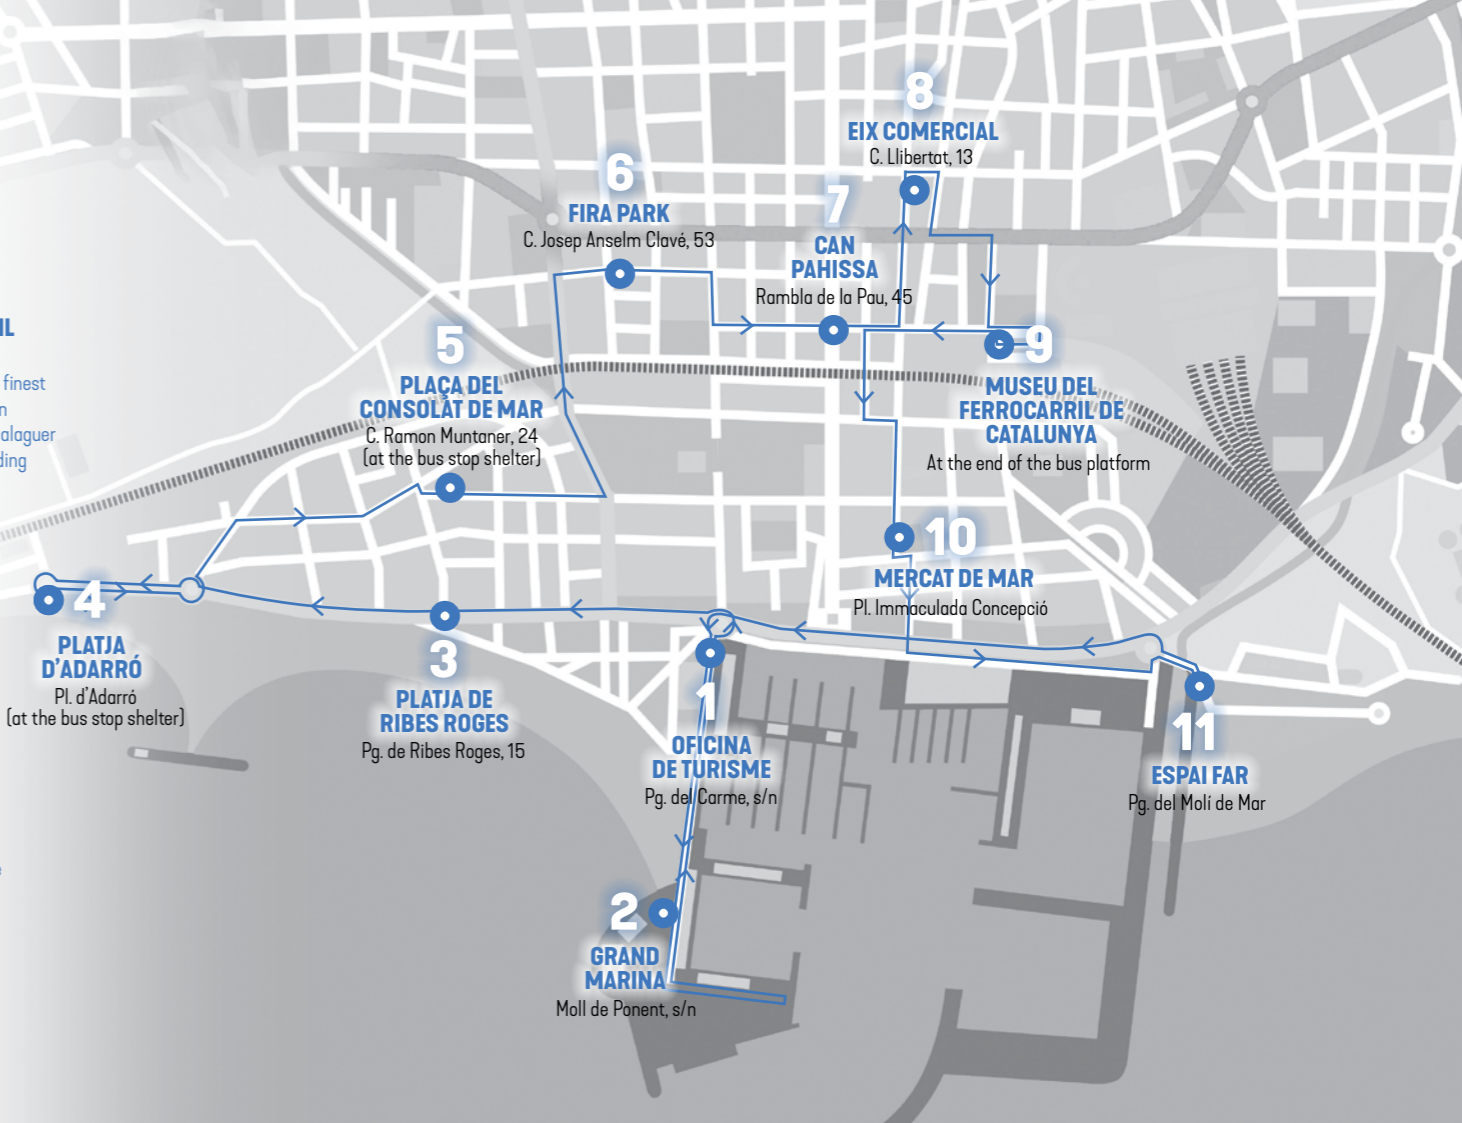 IL
finest
n
alaguer
ding
8
EIX COMERCIAL
C. Llibertat, 13
6
FIRA PARK
C. Josep Anselm Clavé, 53
7
CAN
PAHISSA
Rambla de la Pau, 45
5
PLAÇA DEL
CONSOLAT DE MAR
C. Ramon Muntaner, 24
(at the bus stop shelter)
9
MUSEU DEL
FERROCARRIL DE
CATALUNYA
At the end of the bus platform
10
MERCAT DE MAR
Pl. Immaculada Concepció
4
PLATJA
D'ADARRÓ
Pl. d'Adarró
(at the bus stop shelter)
3
PLATJA DE
RIBES ROGES
Pg. de Ribes Roges, 15
1
OFICINA
DE TURISME
Pg. del Carme, s/n
11
ESPAI FAR
Pg. del Molí de Mar
2
GRAND
MARINA
Moll de Ponent, s/n